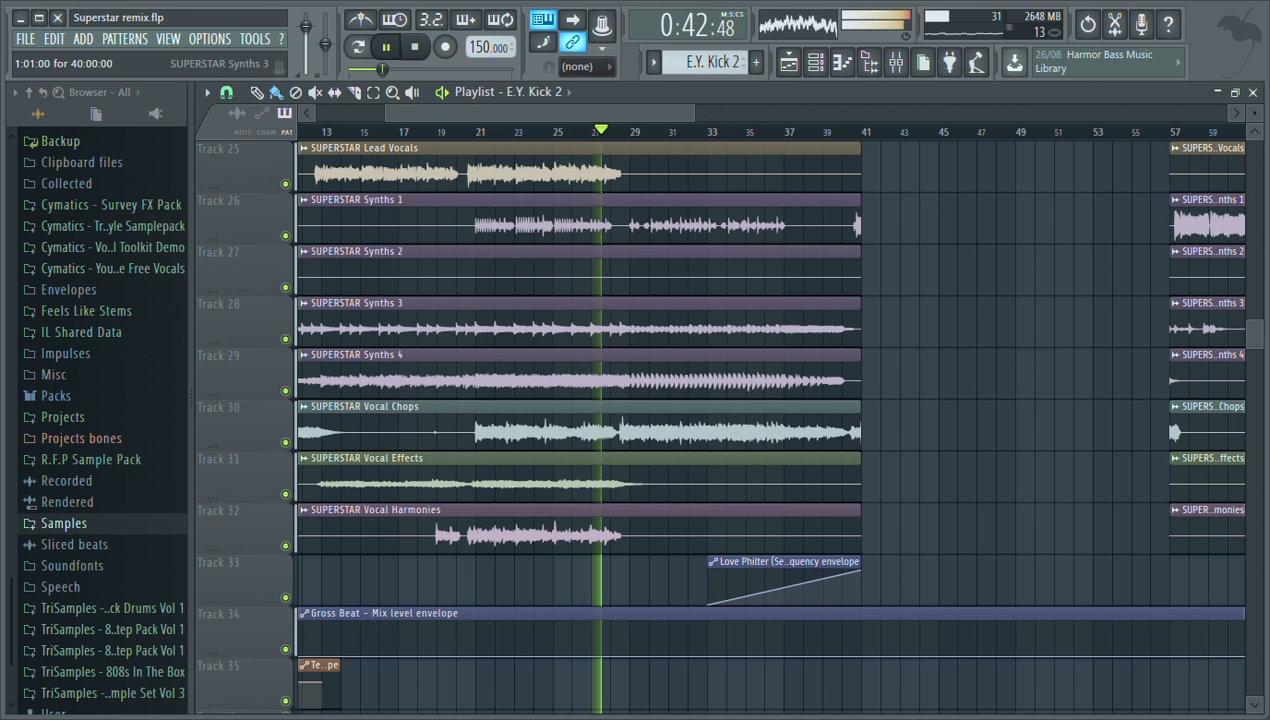 Superstar remix.flp
FILE EDIT ADD PATTERNS VIEW OPTIONS TOOLS ?
1:01:00 for 40:00:00 SUPERSTAR Synths 3
3.2.
150.000
(none)
0:42:48
M:S:CS
E.Y. Kick 2
31 2648 MB
13
26/08 Harmor Bass Music
Library
Browser - All
Playlist - E.Y. Kick 2
NOTE CHAN PAT
13 15 17 19 21 23 25 27 29 31 33 35 37 39 41 43 45 47 49 51 53 55 57 59
Backup
Clipboard files
Collected
Cymatics - Survey FX Pack
Cymatics - Tr..yle Samplepack
Cymatics - Vo..l Toolkit Demo
Cymatics - You..e Free Vocals
Envelopes
Feels Like Stems
IL Shared Data
Impulses
Misc
Packs
Projects
Projects bones
R.F.P Sample Pack
Recorded
Rendered
Samples
Sliced beats
Soundfonts
Speech
TriSamples -..ck Drums Vol 1
TriSamples - 8..tep Pack Vol 1
TriSamples - 8..tep Pack Vol 1
TriSamples - 808s In The Box
TriSamples -..mple Set Vol 3
User
Track 25 SUPERSTAR Lead Vocals SUPERS..Vocals
Track 26 SUPERSTAR Synths 1 SUPERS..nths 1
Track 27 SUPERSTAR Synths 2 SUPERS..nths 2
Track 28 SUPERSTAR Synths 3 SUPERS..nths 3
Track 29 SUPERSTAR Synths 4 SUPERS..nths 4
Track 30 SUPERSTAR Vocal Chops SUPERS..Chops
Track 31 SUPERSTAR Vocal Effects SUPERS..ffects
Track 32 SUPERSTAR Vocal Harmonies SUPER..monies
Track 33 Love Philter (Se..quency envelope
Track 34 Gross Beat - Mix level envelope
Track 35 Te..pe